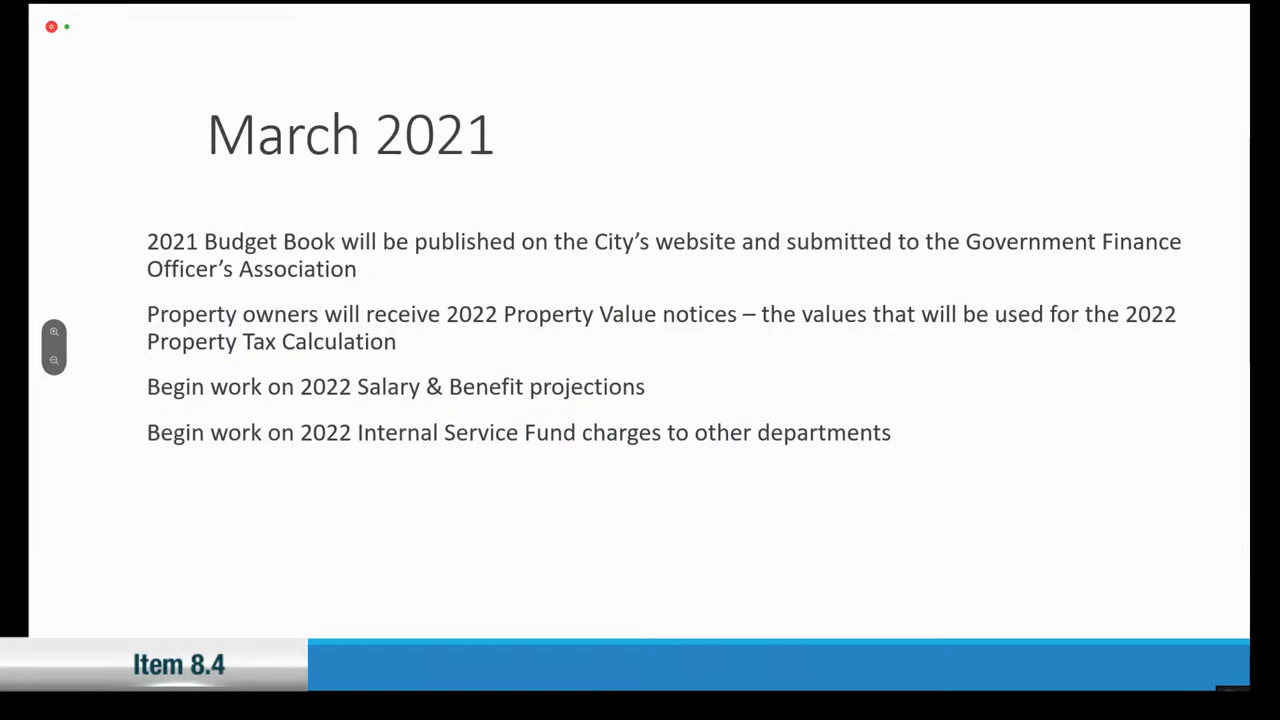 March 2021
2021 Budget Book will be published on the City’s website and submitted to the Government Finance
Officer’s Association
Property owners will receive 2022 Property Value notices – the values that will be used for the 2022
Property Tax Calculation
Begin work on 2022 Salary & Benefit projections
Begin work on 2022 Internal Service Fund charges to other departments
Item 8.4